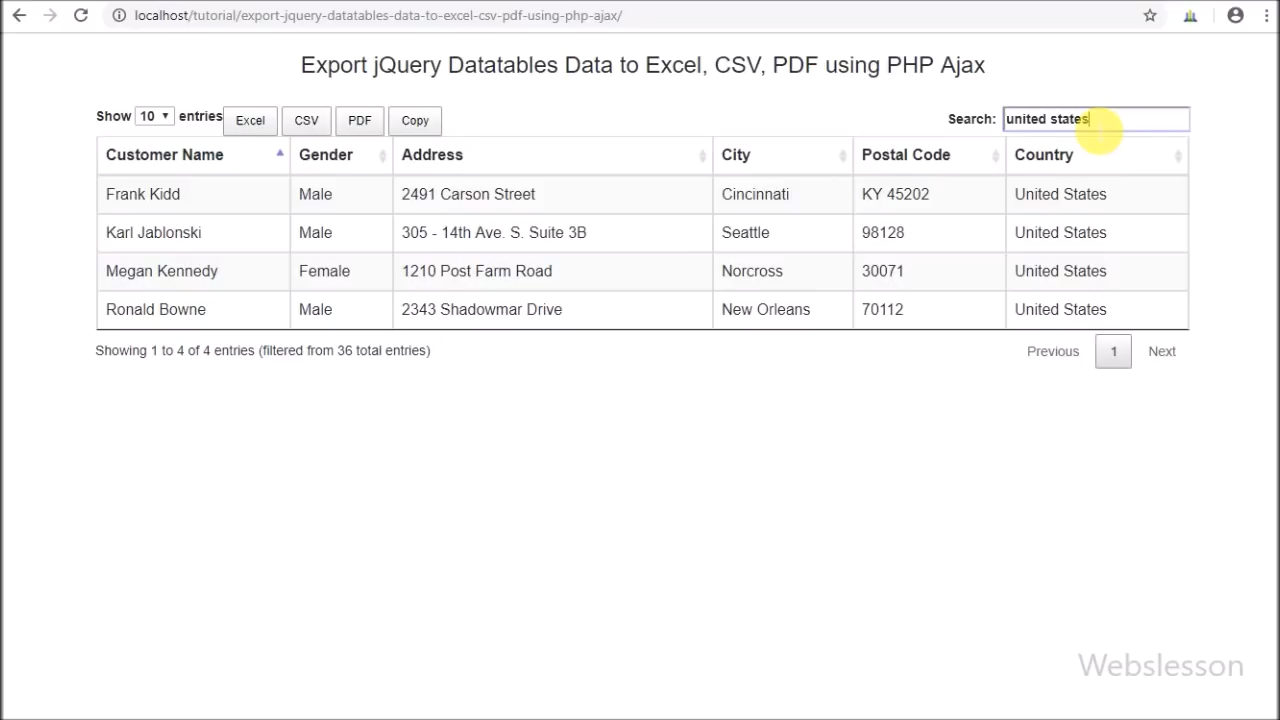 localhost/tutorial/export-jquery-datatables-data-to-excel-csv-pdf-using-php-ajax/
Export jQuery Datatables Data to Excel, CSV, PDF using PHP Ajax
Show 10 entries Excel CSV PDF Copy Search: united states
Customer Name Gender Address City Postal Code Country
Frank Kidd Male 2491 Carson Street Cincinnati KY 45202 United States
Karl Jablonski Male 305 - 14th Ave. S. Suite 3B Seattle 98128 United States
Megan Kennedy Female 1210 Post Farm Road Norcross 30071 United States
Ronald Bowne Male 2343 Shadowmar Drive New Orleans 70112 United States
Showing 1 to 4 of 4 entries (filtered from 36 total entries) Previous 1 Next
Webslesson